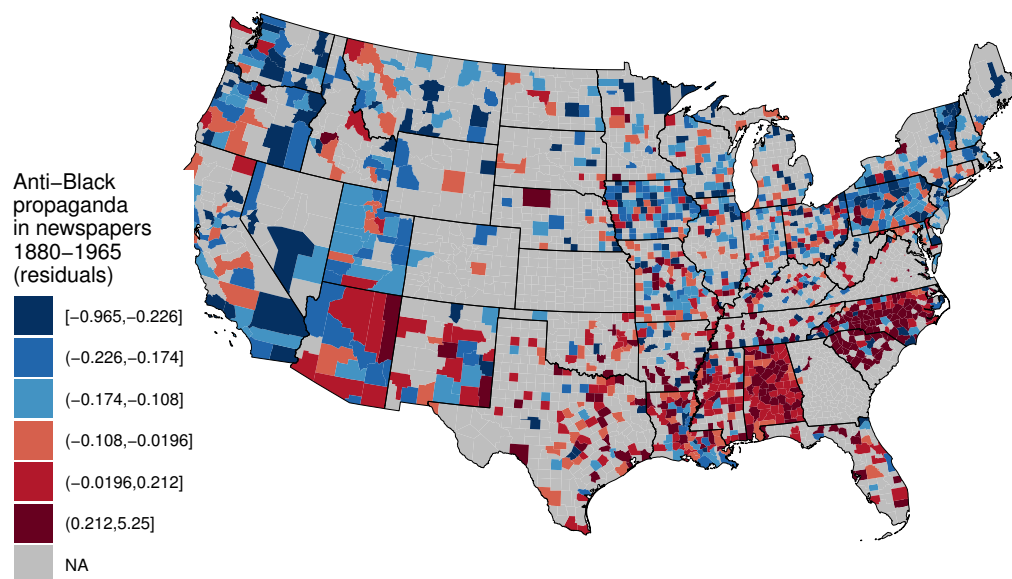 Anti−Black
propaganda
in newspapers
1880−1965
(residuals)
[−0.965,−0.226]
(−0.226,−0.174]
(−0.174,−0.108]
(−0.108,−0.0196]
(−0.0196,0.212]
(0.212,5.25]
NA